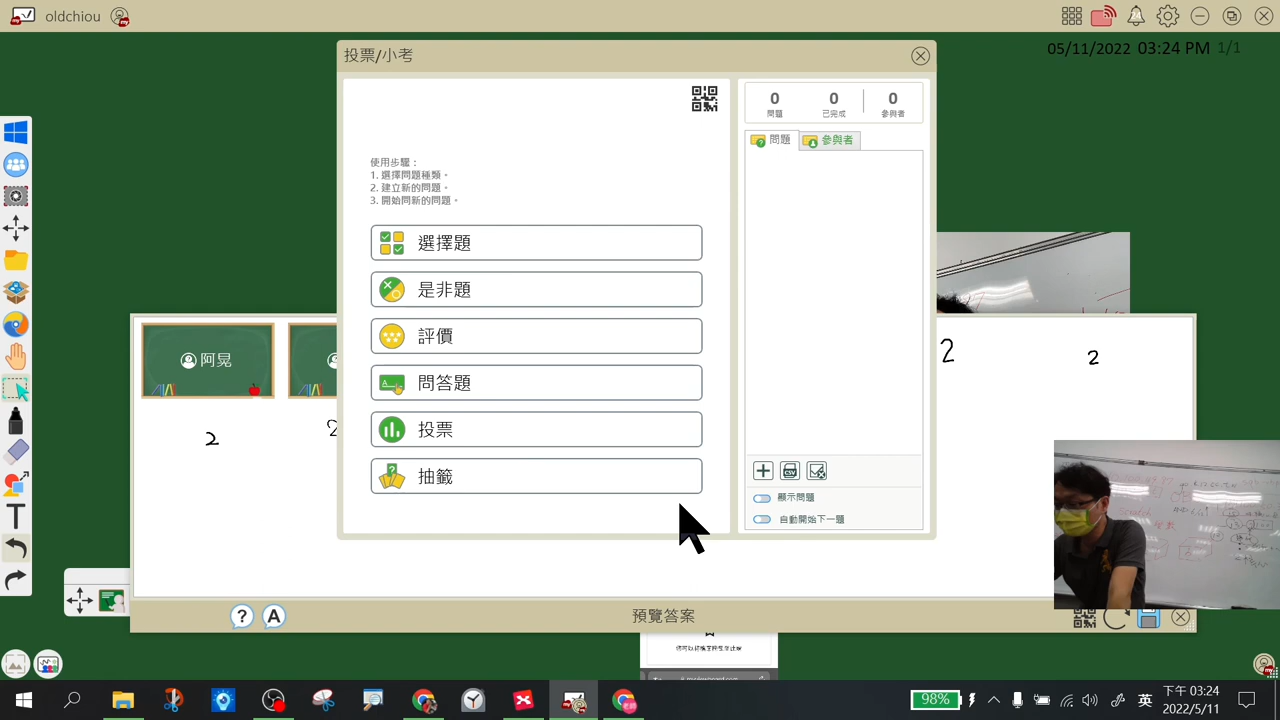 oldchiou
投票/小考
05/11/2022 03:24 PM 1/1
0 0 0
問題 已完成 參與者
問題 參與者
使用步驟：
1. 選擇問題種類。
2. 建立新的問題。
3. 開始問新的問題。
選擇題
是非題
評價
問答題
投票
抽籤
CSV
顯示問題
自動開始下一題
阿晃
2
2
2
2
Scratch
? A
預覽答案
98%
英
下午 03:24
2022/5/11